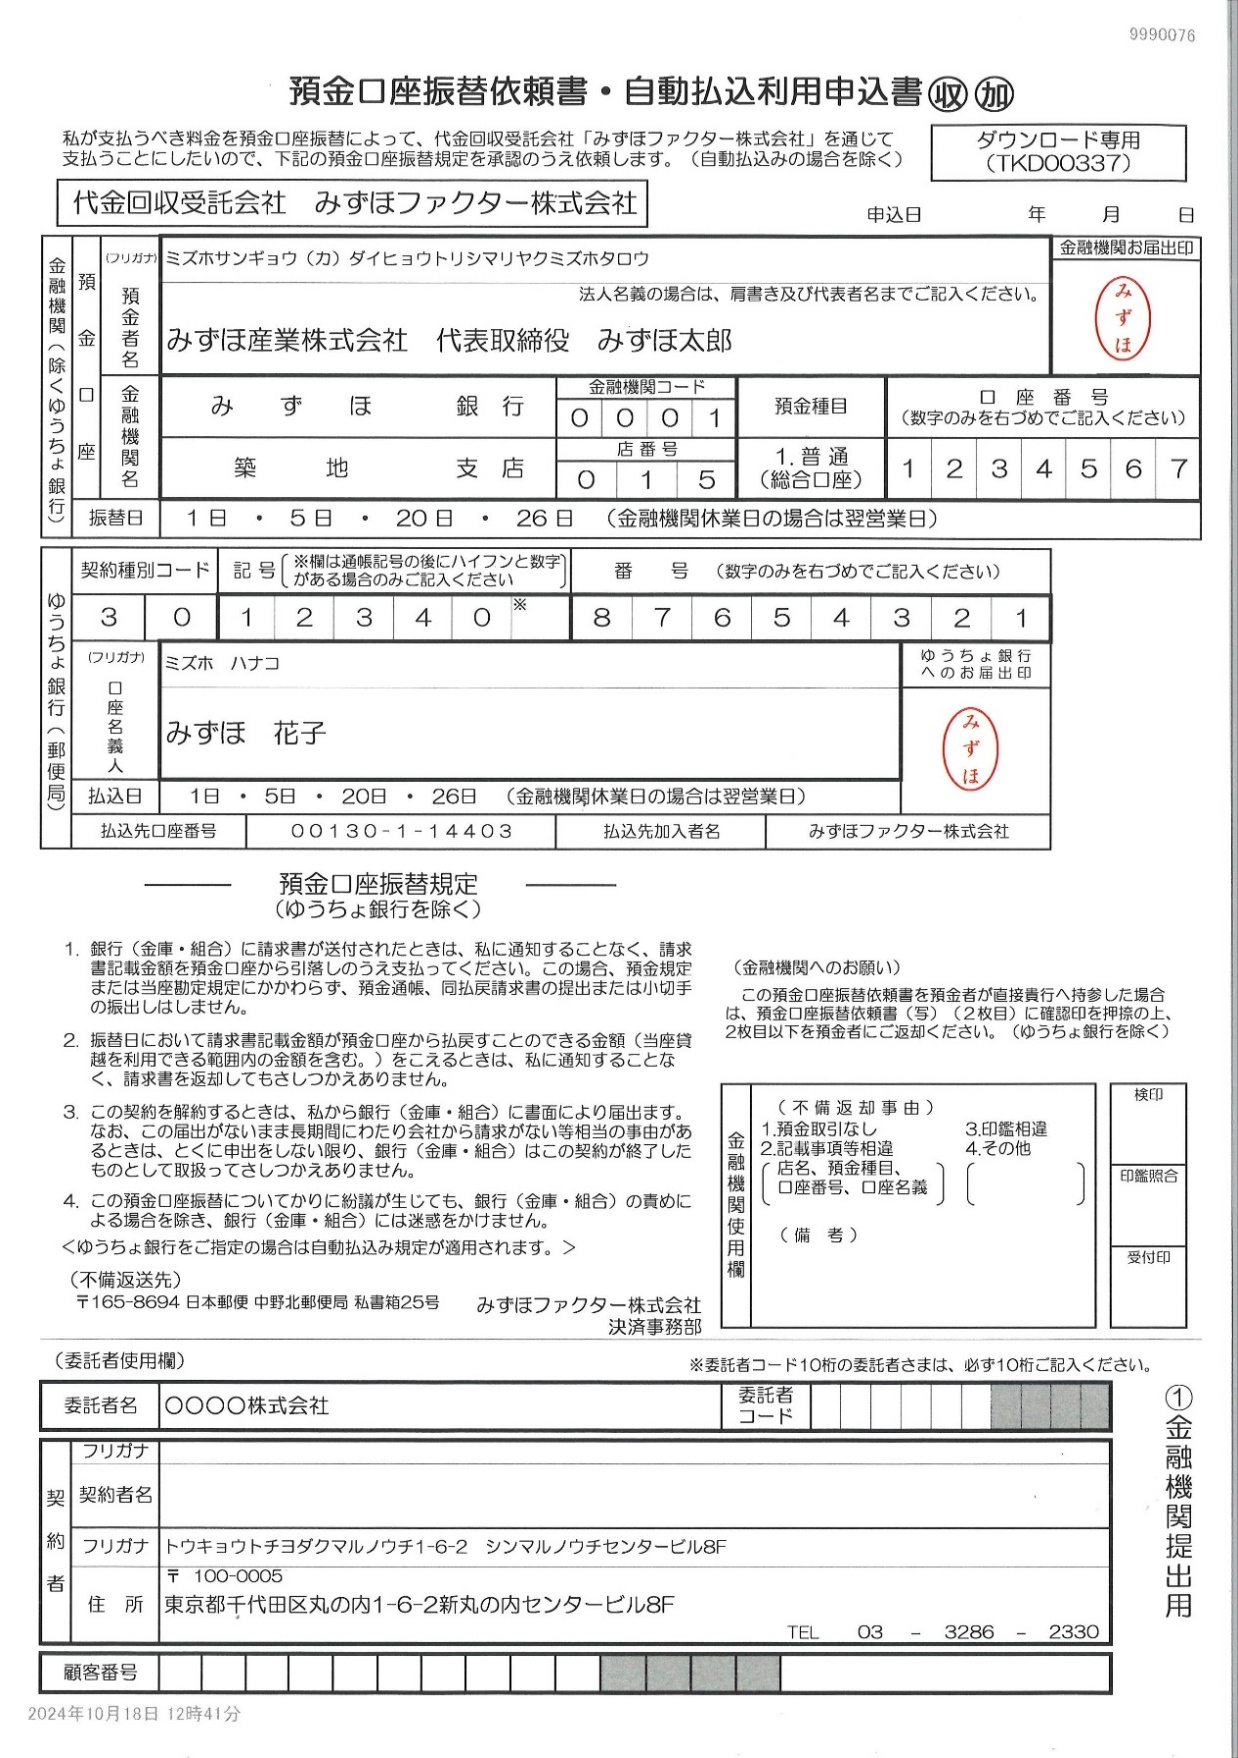 9990076
預金口座振替依頼書・自動払込利用申込書 収 加
私が支払うべき料金を預金口座振替によって、代金回収受託会社「みずほファクター株式会社」を通じて
支払うことにしたいので、下記の預金口座振替規定を承認のうえ依頼します。（自動払込みの場合を除く）
ダウンロード専用
（TKD00337）
代金回収受託会社　みずほファクター株式会社
申込日　年　月　日
金融機関（除くゆうちょ銀行）
預金口座
（フリガナ） ミズホサンギョウ（カ）ダイヒョウトリシマリヤクミズホタロウ
金融機関お届出印
法人名義の場合は、肩書き及び代表者名までご記入ください。
預金者名 みずほ産業株式会社　代表取締役　みずほ太郎
みずほ
金融機関名
みずほ　銀行
金融機関コード
0 0 0 1
預金種目
口座番号
（数字のみを右づめでご記入ください）
築地　支店
店番号
0 1 5
1. 普通
（総合口座）
1 2 3 4 5 6 7
振替日 1日 ・ 5日 ・ 20日 ・ 26日 （金融機関休業日の場合は翌営業日）
ゆうちょ銀行（郵便局）
契約種別コード
記号 ※欄は通帳記号の後にハイフンと数字
がある場合のみご記入ください
番　号 （数字のみを右づめでご記入ください）
3 0 1 2 3 4 0 ※ 8 7 6 5 4 3 2 1
（フリガナ） ミズホ　ハナコ
ゆうちょ銀行
へのお届出印
口座名義人 みずほ　花子
みずほ
払込日 1日 ・ 5日 ・ 20日 ・ 26日 （金融機関休業日の場合は翌営業日）
払込先口座番号 00130-1-14403 払込先加入者名 みずほファクター株式会社
預金口座振替規定
（ゆうちょ銀行を除く）
1. 銀行（金庫・組合）に請求書が送付されたときは、私に通知することなく、請求
書記載金額を預金口座から引落しのうえ支払ってください。この場合、預金規定
または当座勘定規定にかかわらず、預金通帳、同払戻請求書の提出または小切手
の振出しはしません。
2. 振替日において請求書記載金額が預金口座から払戻すことのできる金額（当座貸
越を利用できる範囲内の金額を含む。）をこえるときは、私に通知することな
く、請求書を返却してもさしつかえありません。
3. この契約を解約するときは、私から銀行（金庫・組合）に書面により届出ます。
なお、この届出がないまま長期間にわたり会社から請求がない等相当の事由があ
るときは、とくに申出をしない限り、銀行（金庫・組合）はこの契約が終了した
ものとして取扱ってさしつかえありません。
4. この預金口座振替についてかりに紛議が生じても、銀行（金庫・組合）の責めに
よる場合を除き、銀行（金庫・組合）には迷惑をかけません。
＜ゆうちょ銀行をご指定の場合は自動払込み規定が適用されます。＞
（不備返送先）
〒165-8694 日本郵便 中野北郵便局 私書箱25号
みずほファクター株式会社
決済事務部
（金融機関へのお願い）
この預金口座振替依頼書を預金者が直接貴行へ持参した場合
は、預金口座振替依頼書（写）（2枚目）に確認印を押捺の上、
2枚目以下を預金者にご返却ください。（ゆうちょ銀行を除く）
金融機関使用欄
（不備返却事由）
1.預金取引なし　3.印鑑相違
2.記載事項等相違　4.その他
店名、預金種目、
口座番号、口座名義
（備考）
検印
印鑑照合
受付印
（委託者使用欄）
※委託者コード10桁の委託者さまは、必ず10桁ご記入ください。
委託者名 〇〇〇〇株式会社
委託者
コード
①金融機関提出用
契約者
フリガナ
契約者名
フリガナ トウキョウトチヨダクマルノウチ1-6-2　シンマルノウチセンタービル8F
〒 100-0005
住所 東京都千代田区丸の内1-6-2新丸の内センタービル8F
TEL 03 － 3286 － 2330
顧客番号
2024年10月18日 12時41分